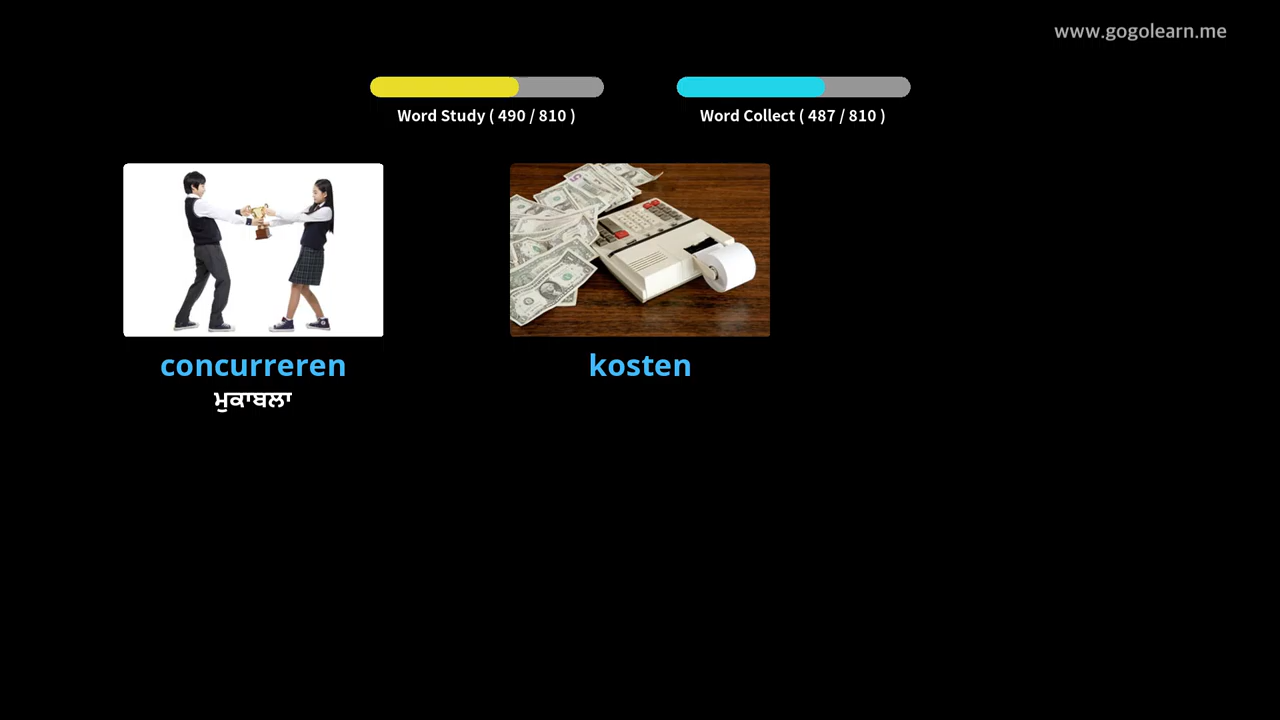 www.gogolearn.me
Word Study ( 490 / 810 )
Word Collect ( 487 / 810 )
concurreren
ਮੁਕਾਬਲਾ
kosten